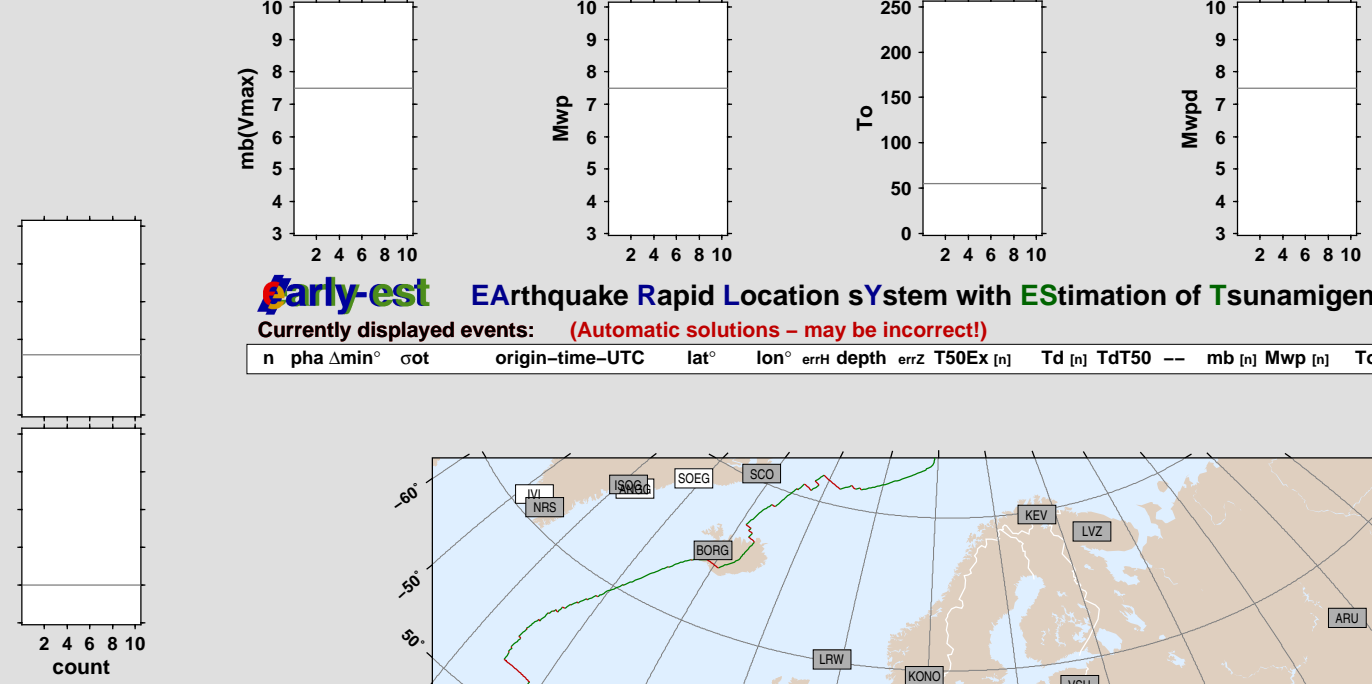 10 9 8 7 6 5 4 3
mb(Vmax)
2 4 6 8 10
10 9 8 7 6 5 4 3
Mwp
2 4 6 8 10
250 200 150 100 50 0
To
2 4 6 8 10
10 9 8 7 6 5 4 3
Mwpd
2 4 6 8 10
early-est EArthquake Rapid Location sYstem with EStimation of Tsunamigen
Currently displayed events: (Automatic solutions – may be incorrect!)
n pha Δmin° σot origin–time–UTC lat° lon° errH depth errZ T50Ex [n] Td [n] TdT50 –– mb [n] Mwp [n] To
2 4 6 8 10
count
–60°
–50°
50°
IVI
NRS
ISOG
ANGG
SOEG
SCO
BORG
KEV
LVZ
ARU
LRW
KONO